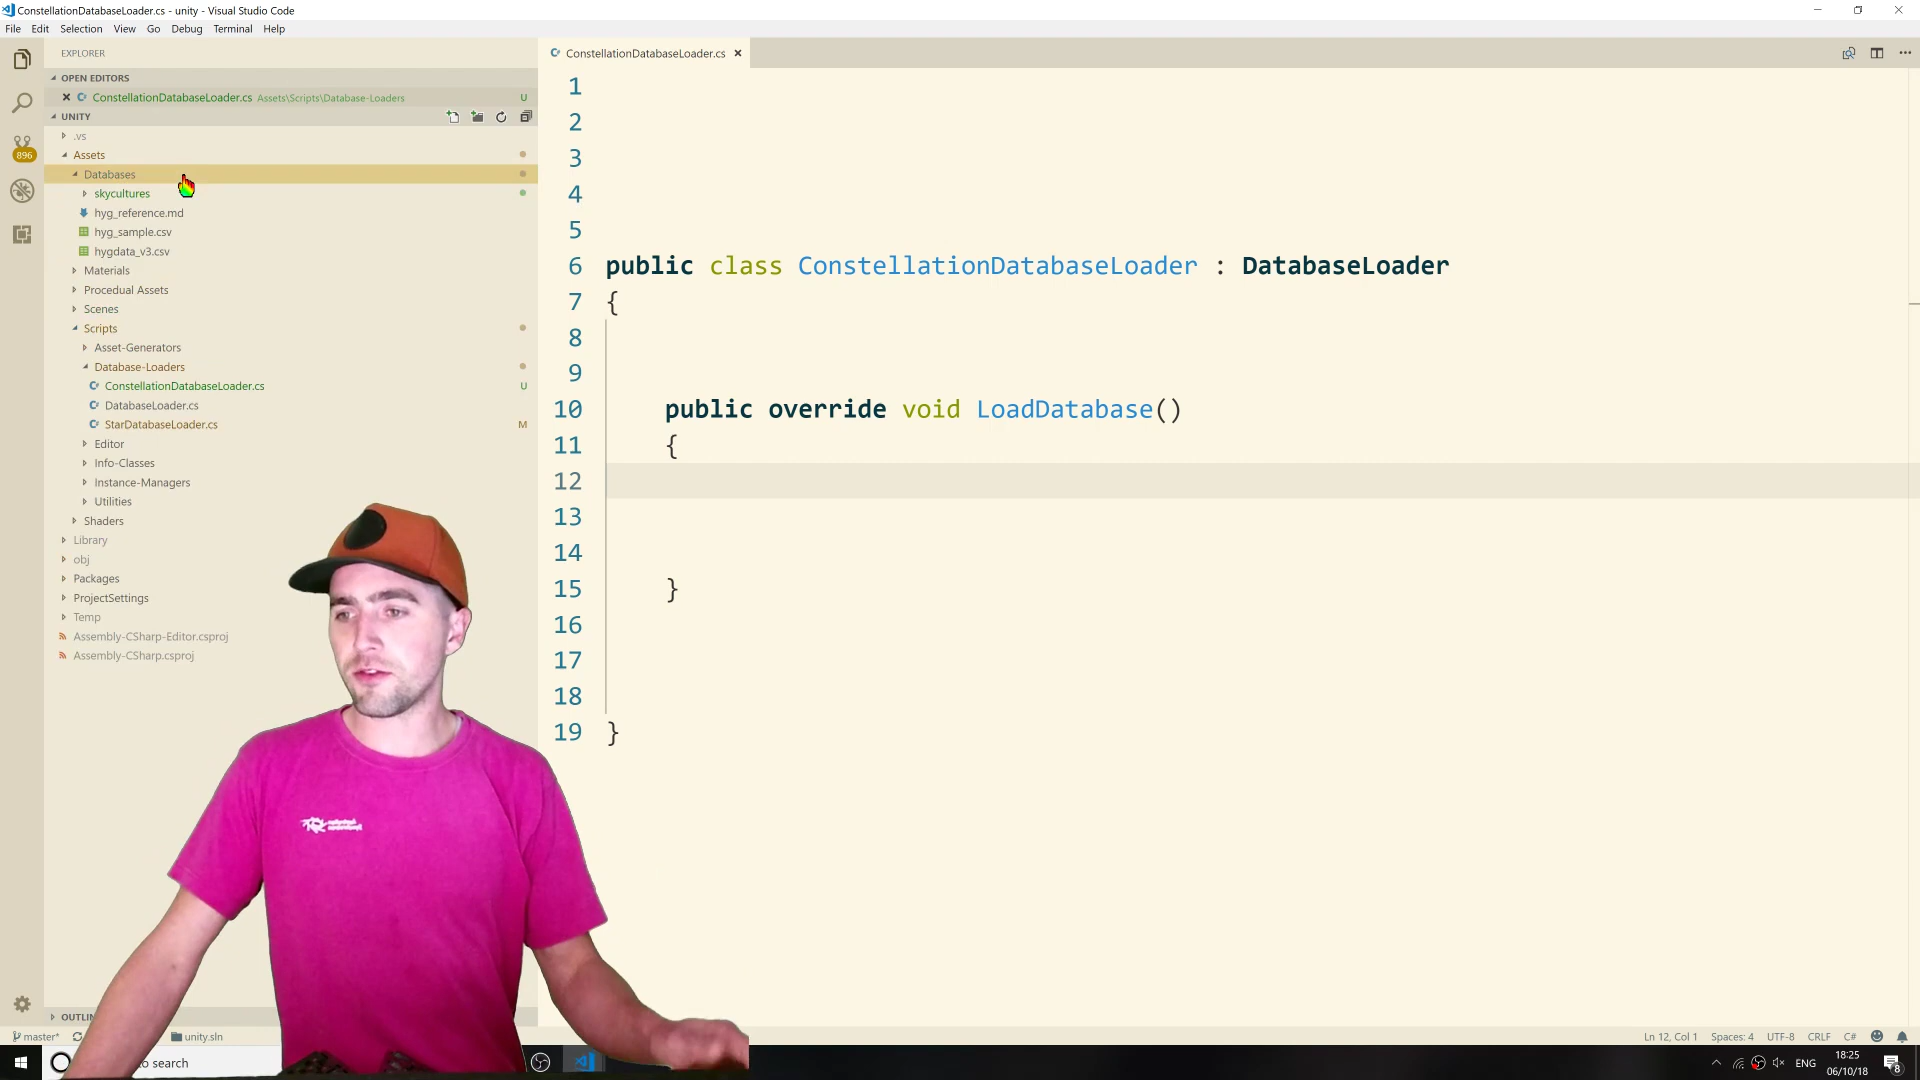 ConstellationDatabaseLoader.cs - unity - Visual Studio Code
File Edit Selection View Go Debug Terminal Help
EXPLORER
OPEN EDITORS
ConstellationDatabaseLoader.cs Assets\Scripts\Database-Loaders U
UNITY
.vs
Assets
Databases
skycultures
hyg_reference.md
hyg_sample.csv
hygdata_v3.csv
Materials
Procedual Assets
Scenes
Scripts
Asset-Generators
Database-Loaders
ConstellationDatabaseLoader.cs U
DatabaseLoader.cs
StarDatabaseLoader.cs M
Editor
Info-Classes
Instance-Managers
Utilities
Shaders
Library
obj
Packages
ProjectSettings
Temp
Assembly-CSharp-Editor.csproj
Assembly-CSharp.csproj
896
ConstellationDatabaseLoader.cs
1
2
3
4
5
6 public class ConstellationDatabaseLoader : DatabaseLoader
7 {
8
9
10 public override void LoadDatabase()
11 {
12
13
14
15 }
16
17
18
19 }
master* unity.sln
Ln 12, Col 1 Spaces: 4 UTF-8 CRLF C#
to search
ENG
18:25
06/10/18
8